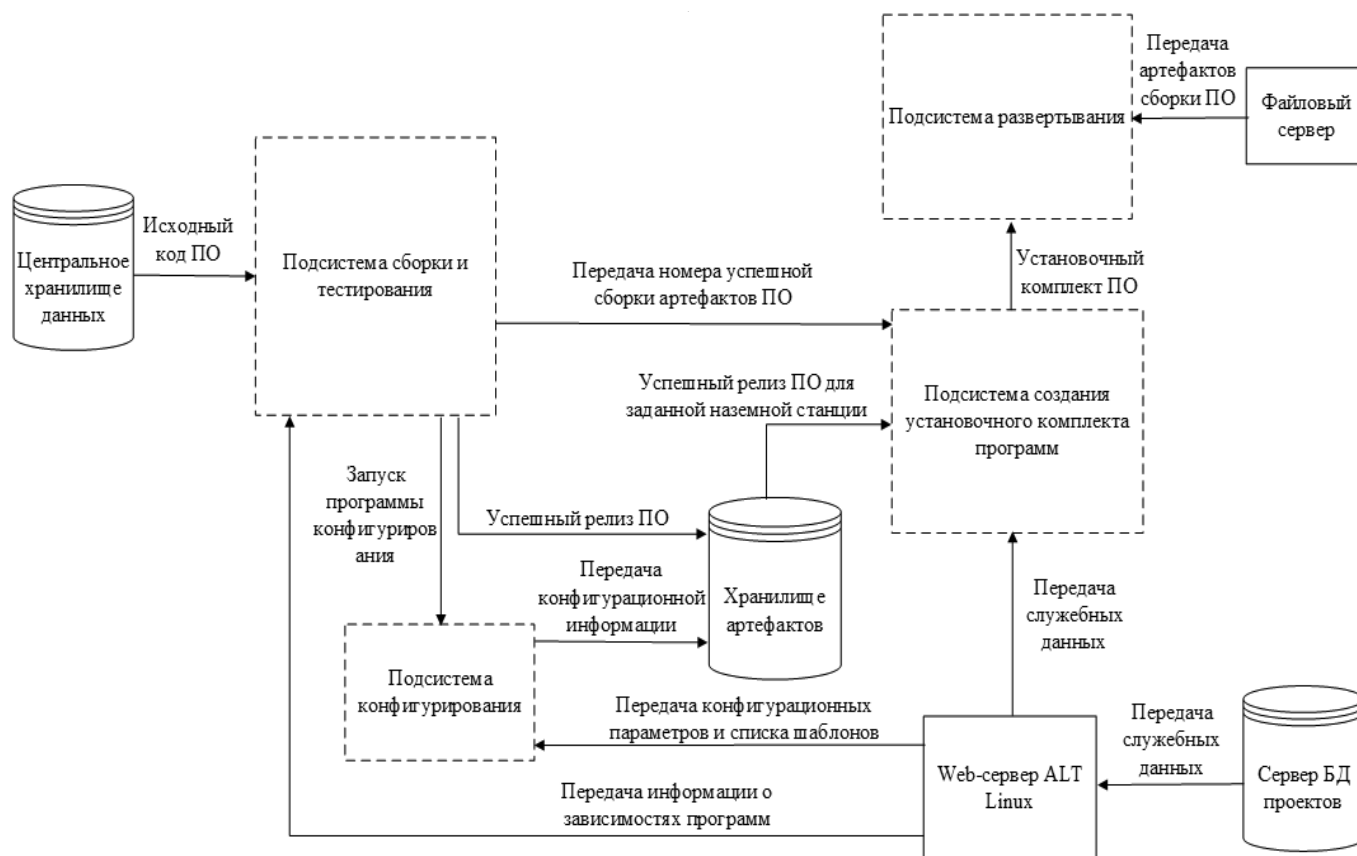 Передача
артефактов
сборки ПО
Файловый
сервер
Подсистема развертывания
Исходный
код ПО
Центральное
хранилище
данных
Подсистема сборки и
тестирования
Передача номера успешной
сборки артефактов ПО
Установочный
комплект ПО
Успешный релиз ПО для
заданной наземной станции
Подсистема создания
установочного комплекта
программ
Запуск
программы
конфигуриров
ания
Успешный релиз ПО
Передача
конфигурационной
информации
Хранилище
артефактов
Передача
служебных
данных
Подсистема
конфигурирования
Передача конфигурационных
параметров и списка шаблонов
Web-сервер ALT
Linux
Передача
служебных
данных
Сервер БД
проектов
Передача информации о
зависимостях программ